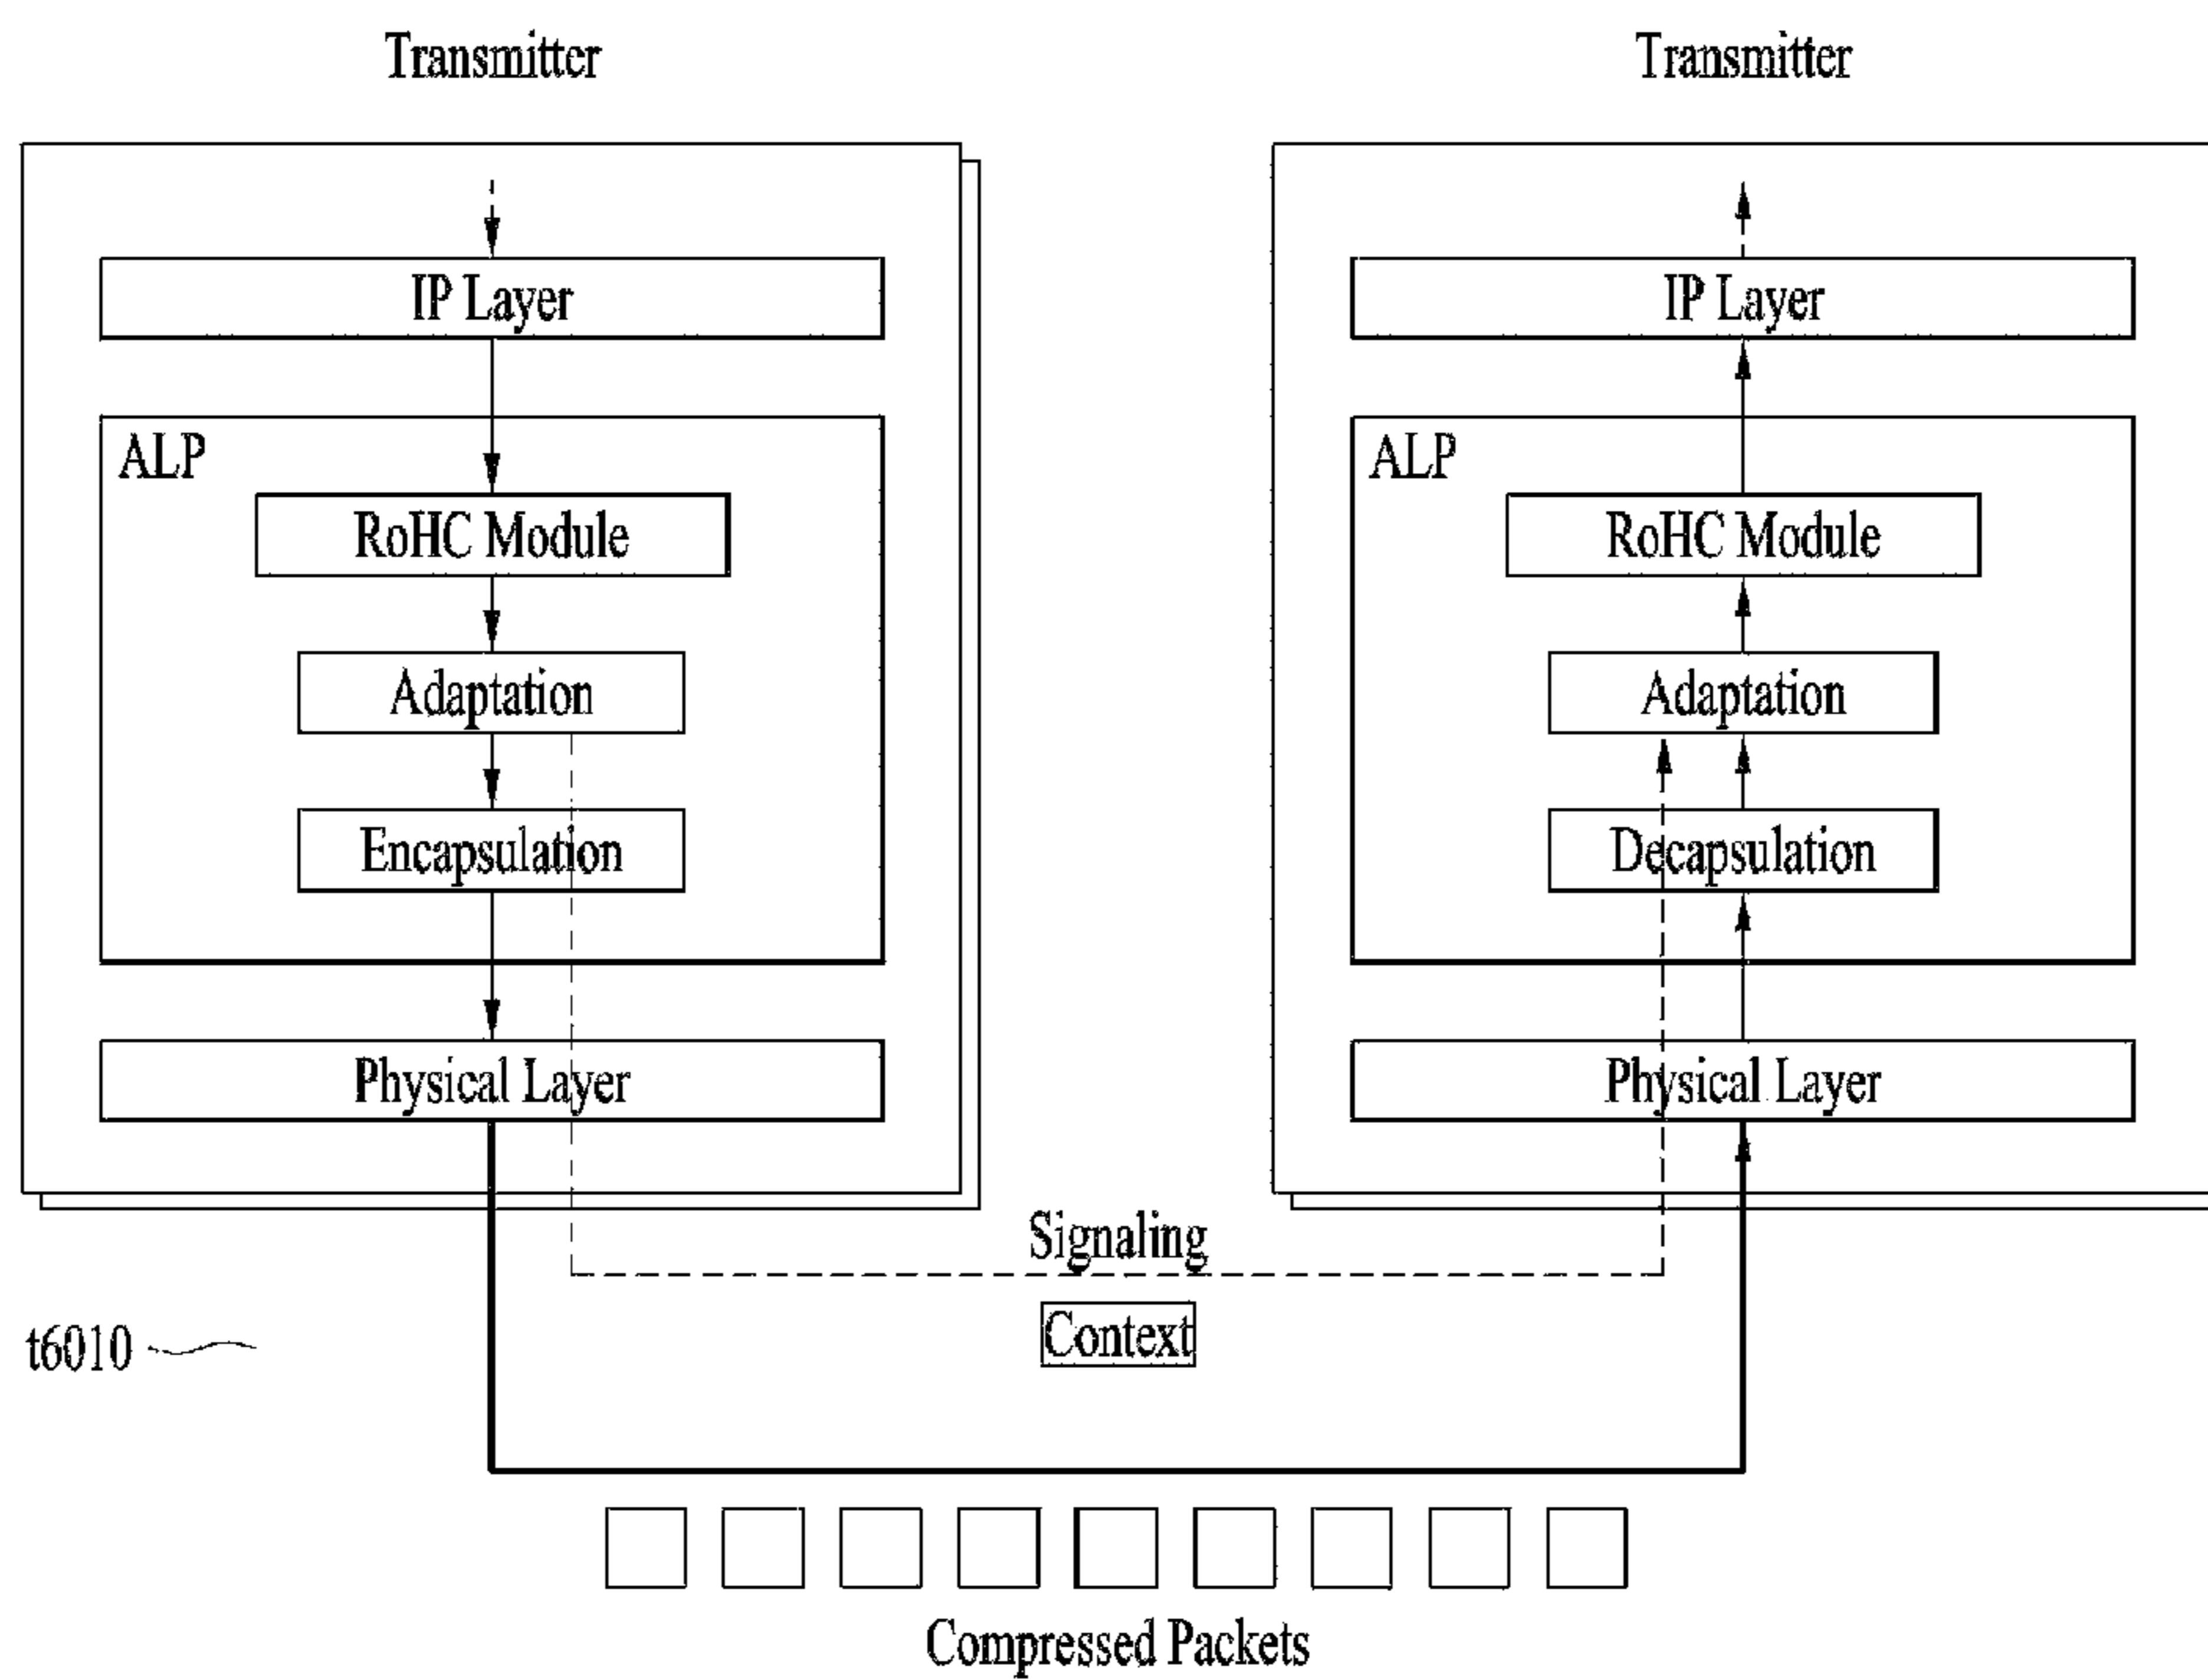 Transmitter
IP Layer
ALP
RoHC Module
Adaptation
Encapsulation
Physical Layer
Transmitter
IP Layer
ALP
RoHC Module
Adaptation
Decapsulation
Physical Layer
Signaling
Context
t6010
Compressed Packets